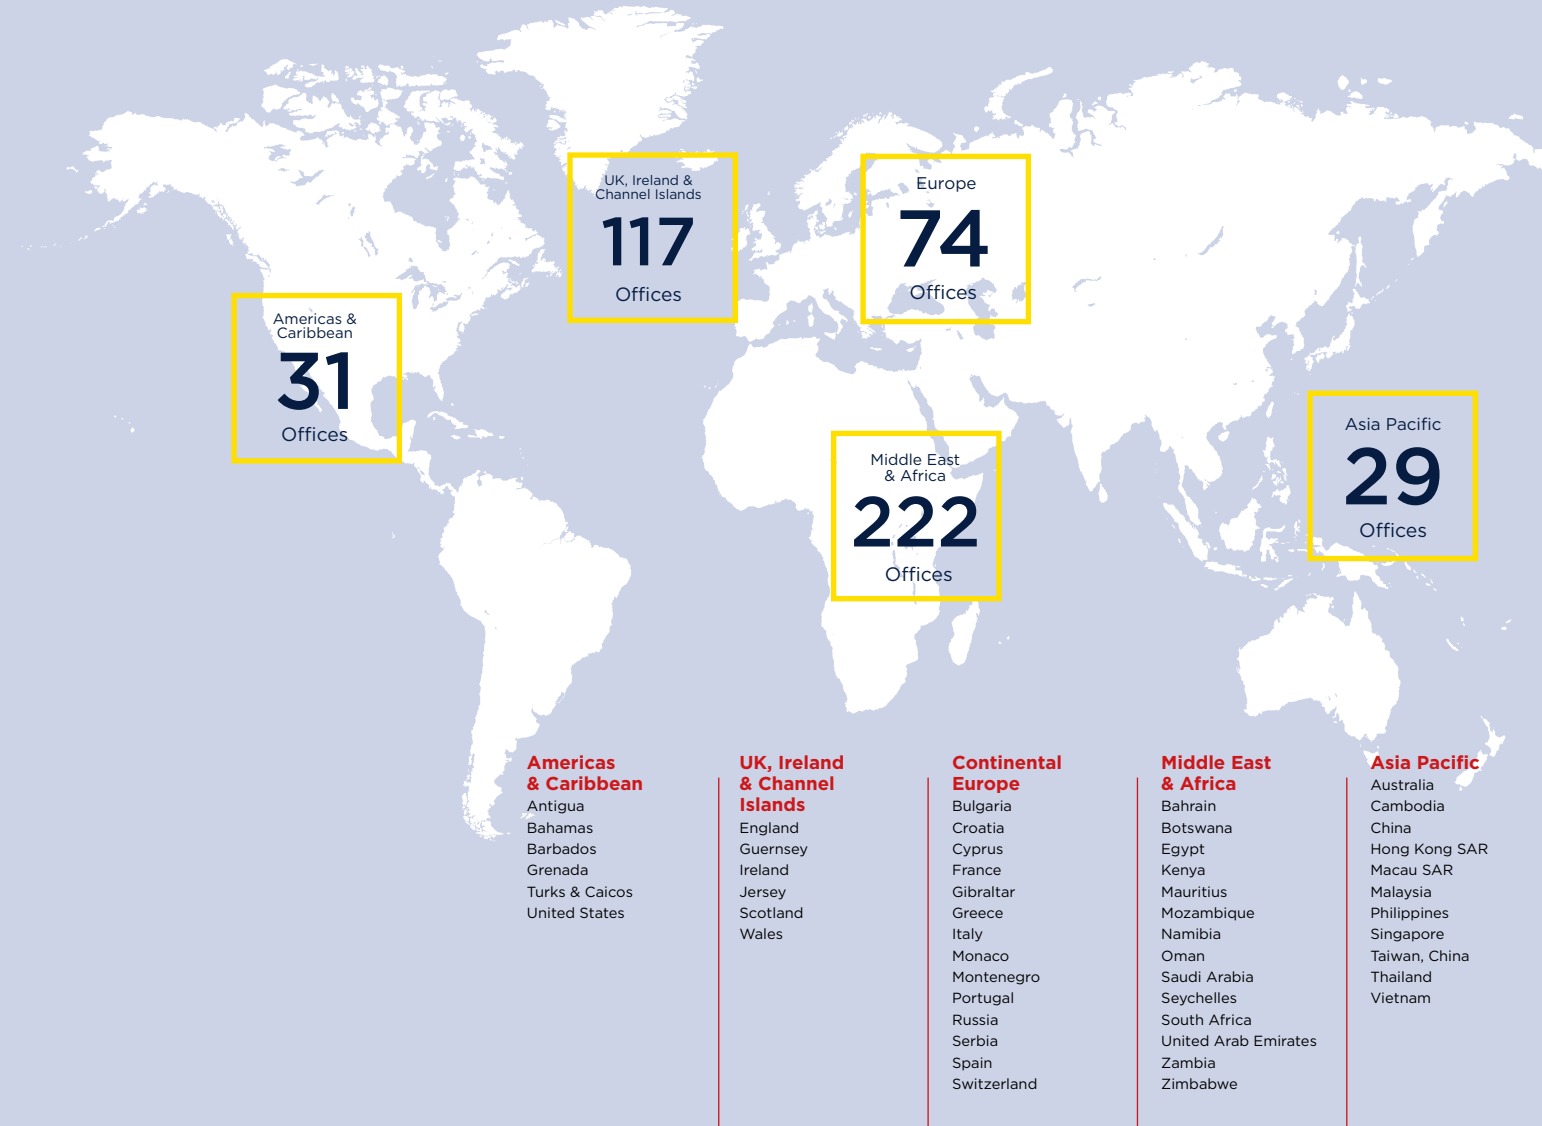 UK, Ireland &
Channel Islands
117
Offices
Europe
74
Offices
Americas &
Caribbean
31
Offices
Middle East
& Africa
222
Offices
Asia Pacific
29
Offices
Americas
& Caribbean
Antigua
Bahamas
Barbados
Grenada
Turks & Caicos
United States
UK, Ireland
& Channel
Islands
England
Guernsey
Ireland
Jersey
Scotland
Wales
Continental
Europe
Bulgaria
Croatia
Cyprus
France
Gibraltar
Greece
Italy
Monaco
Montenegro
Portugal
Russia
Serbia
Spain
Switzerland
Middle East
& Africa
Bahrain
Botswana
Egypt
Kenya
Mauritius
Mozambique
Namibia
Oman
Saudi Arabia
Seychelles
South Africa
United Arab Emirates
Zambia
Zimbabwe
Asia Pacific
Australia
Cambodia
China
Hong Kong SAR
Macau SAR
Malaysia
Philippines
Singapore
Taiwan, China
Thailand
Vietnam